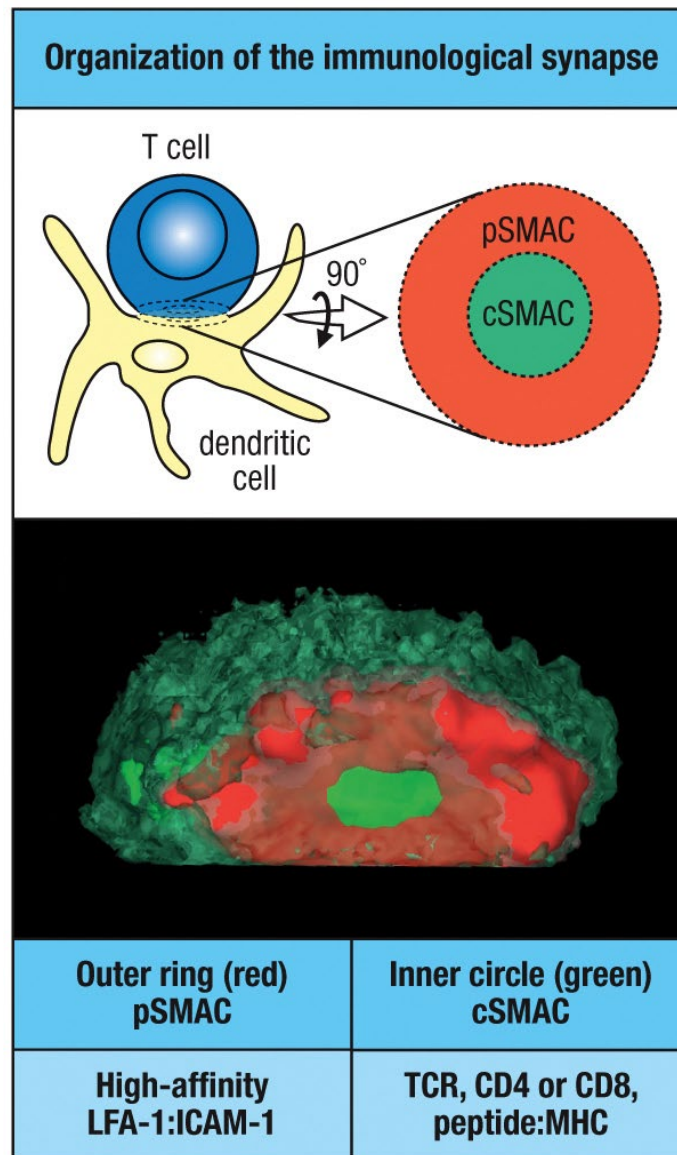 Organization of the immunological synapse
T cell
90°
pSMAC
cSMAC
dendritic
cell
Outer ring (red)
pSMAC
Inner circle (green)
cSMAC
High-affinity
LFA-1:ICAM-1
TCR, CD4 or CD8,
peptide:MHC